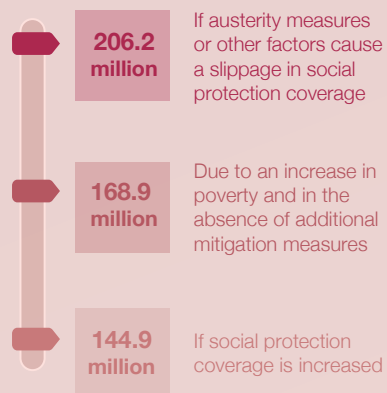 206.2
million
If austerity measures
or other factors cause
a slippage in social
protection coverage
168.9
million
Due to an increase in
poverty and in the
absence of additional
mitigation measures
144.9
million
If social protection
coverage is increased